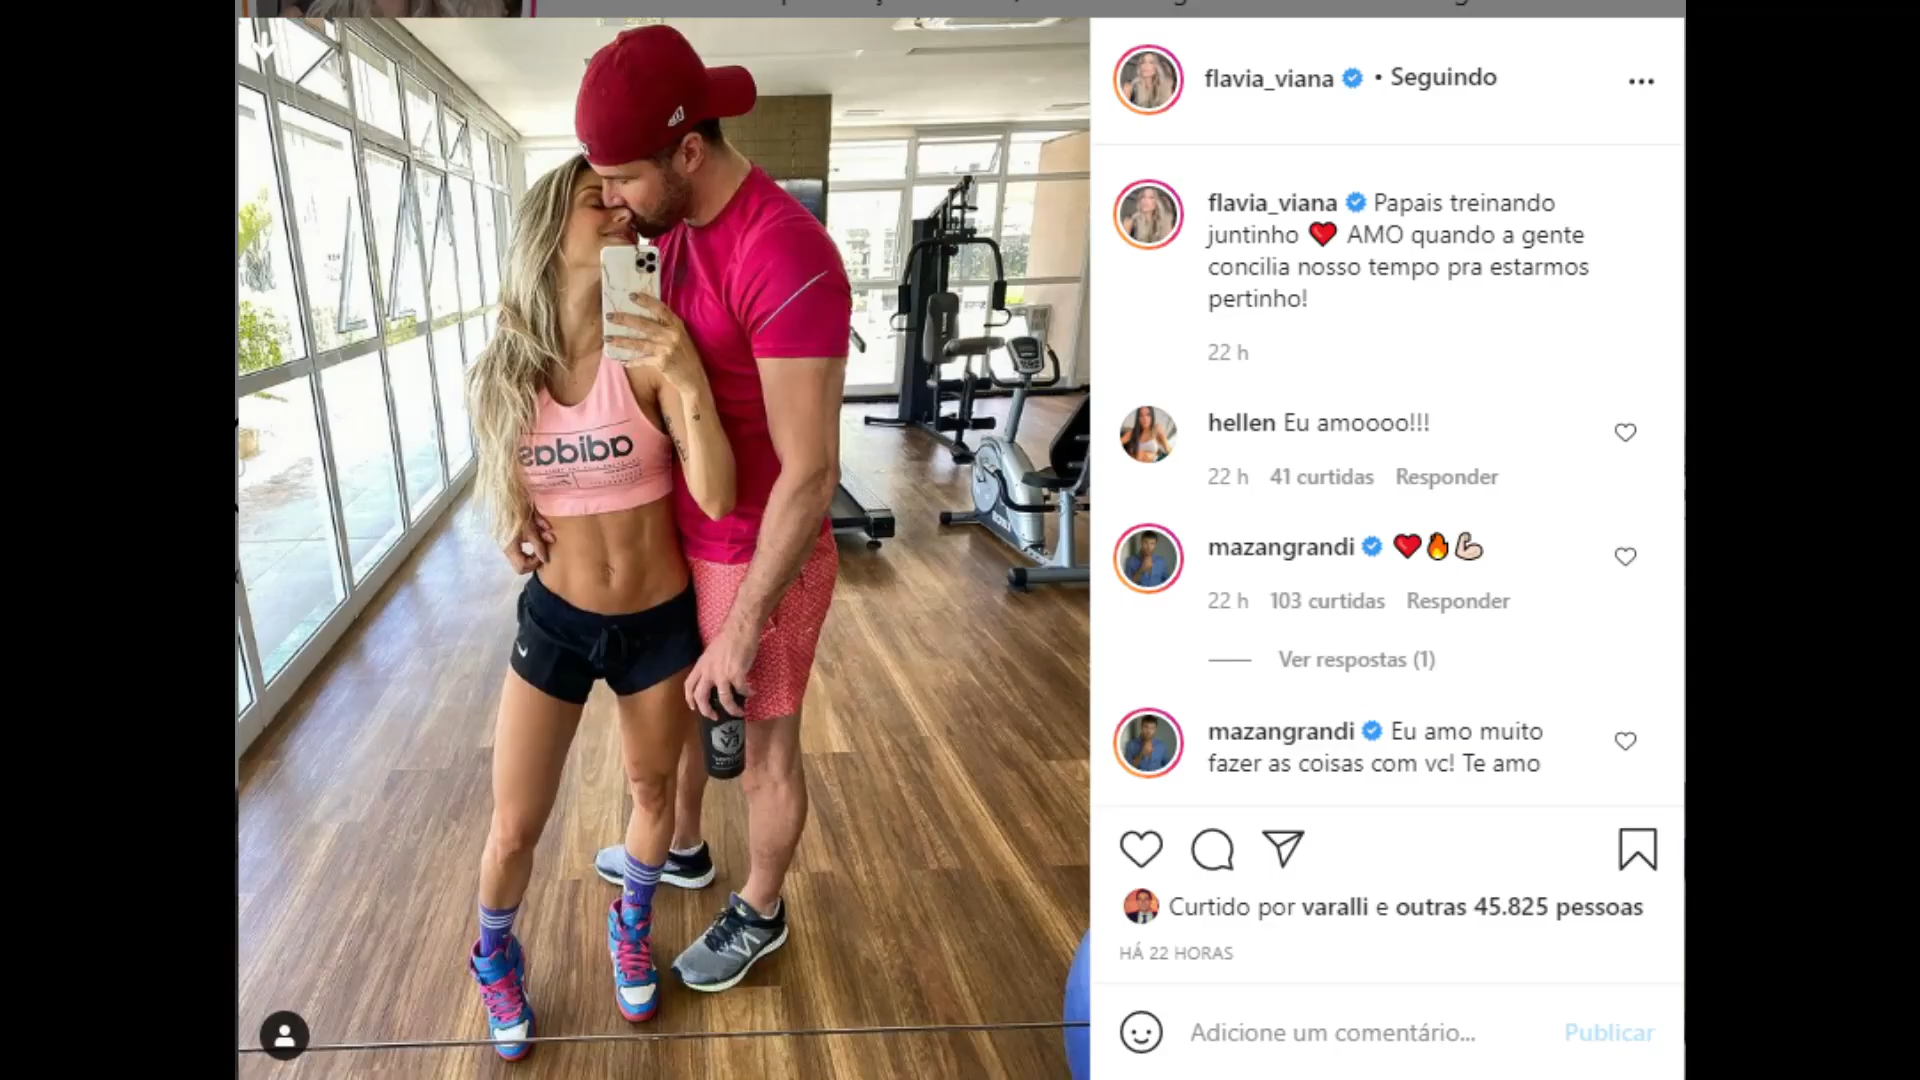 flavia_viana • Seguindo
flavia_viana Papais treinando
juntinho ❤️ AMO quando a gente
concilia nosso tempo pra estarmos
pertinho!
22 h
hellen Eu amoooo!!!
22 h 41 curtidas Responder
mazangrandi ❤️🔥💪🏻
22 h 103 curtidas Responder
Ver respostas (1)
mazangrandi Eu amo muito
fazer as coisas com vc! Te amo
Curtido por varalli e outras 45.825 pessoas
HÁ 22 HORAS
Adicione um comentário... Publicar
adidas